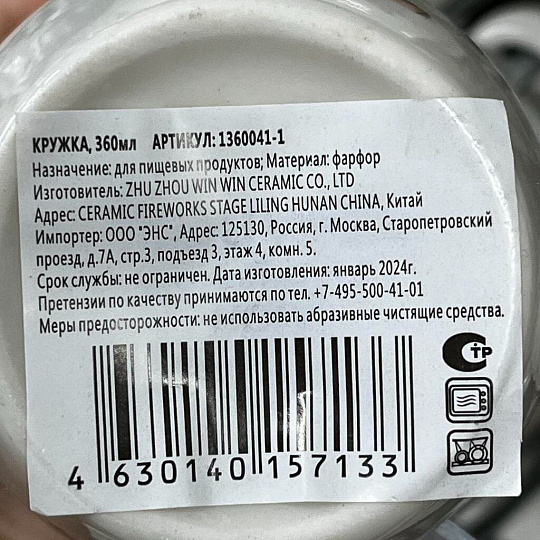 КРУЖКА, 360мл АРТИКУЛ: 1360041-1
Назначение: для пищевых продуктов; Материал: фарфор
Изготовитель: ZHU ZHOU WIN WIN CERAMIC CO., LTD
Адрес: CERAMIC FIREWORKS STAGE LILING HUNAN CHINA, Китай
Импортер: ООО "ЭНС", Адрес: 125130, Россия, г. Москва, Старопетровский
проезд, д.7А, стр.3, подъезд 3, этаж 4, комн. 5.
Срок службы: не ограничен. Дата изготовления: январь 2024г.
Претензии по качеству принимаются по тел. +7-495-500-41-01
Меры предосторожности: не использовать абразивные чистящие средства.
СТР
4 630140 157133